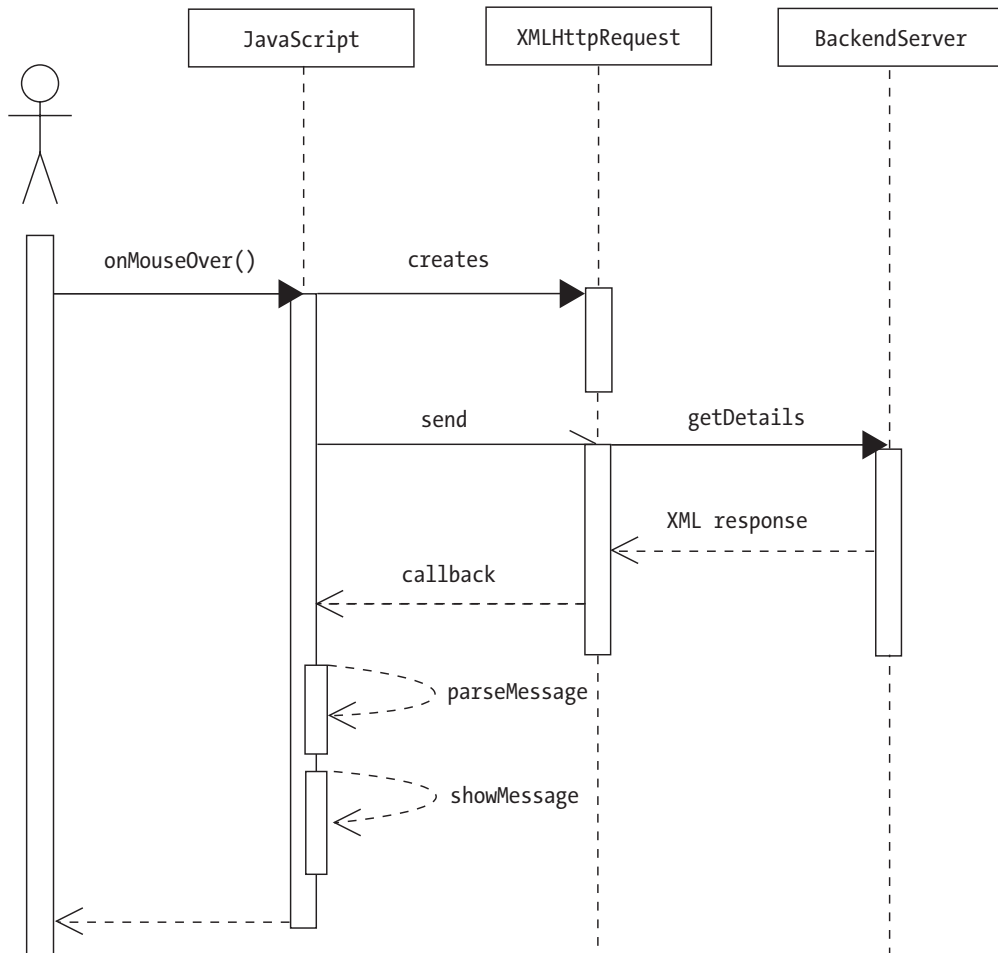 JavaScript
XMLHttpRequest
BackendServer
onMouseOver()
creates
send
getDetails
XML response
callback
parseMessage
showMessage